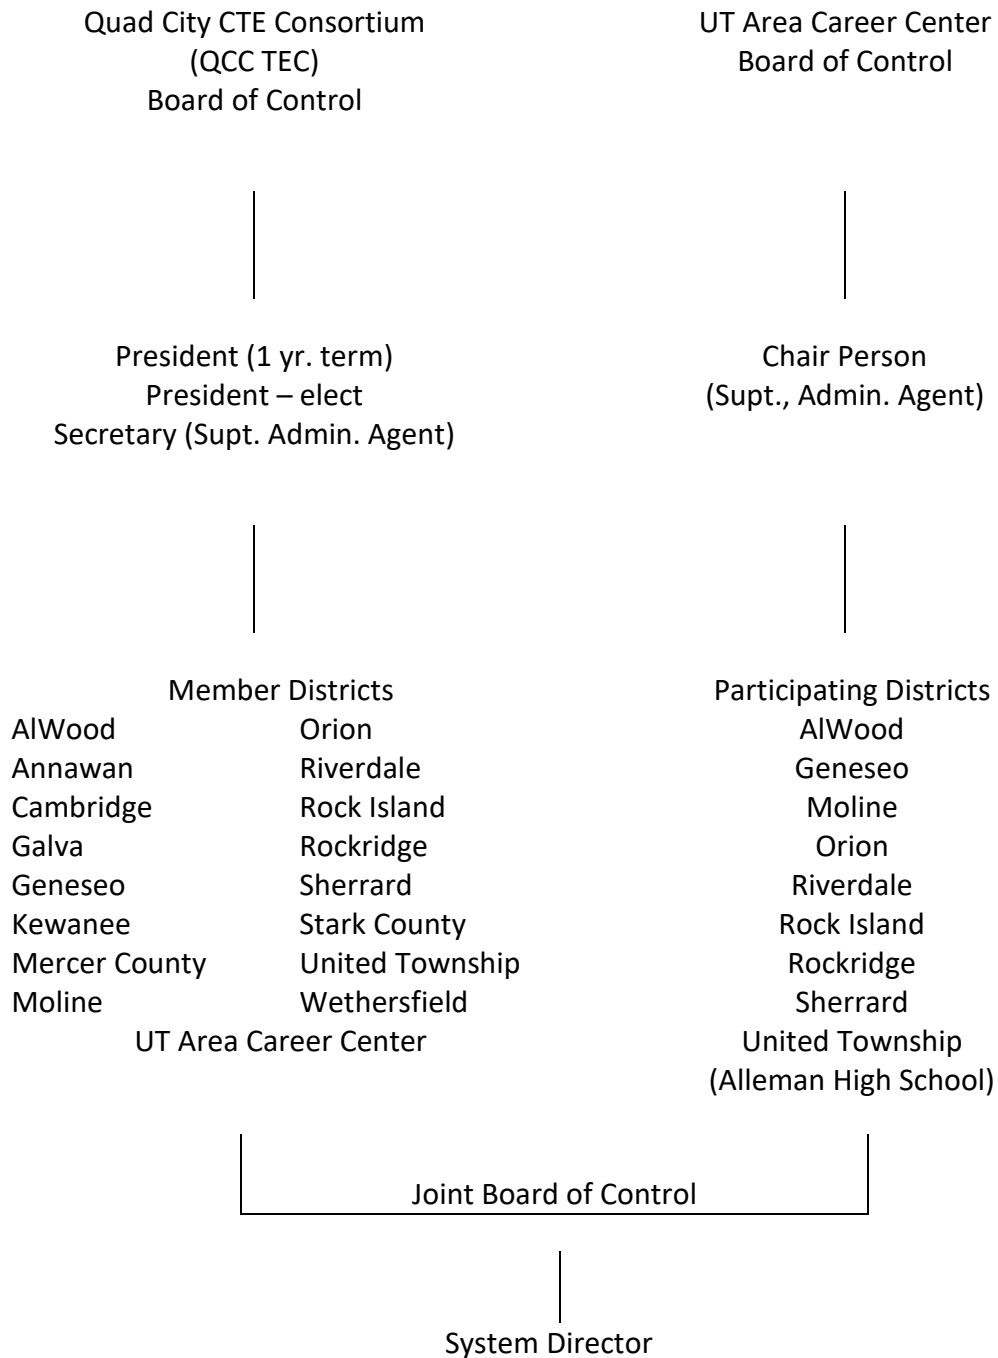 Quad City CTE Consortium
(QCC TEC)
Board of Control
UT Area Career Center
Board of Control
President (1 yr. term)
President – elect
Secretary (Supt. Admin. Agent)
Chair Person
(Supt., Admin. Agent)
Member Districts
AlWood
Annawan
Cambridge
Galva
Geneseo
Kewanee
Mercer County
Moline
Orion
Riverdale
Rock Island
Rockridge
Sherrard
Stark County
United Township
Wethersfield
UT Area Career Center
Participating Districts
AlWood
Geneseo
Moline
Orion
Riverdale
Rock Island
Rockridge
Sherrard
United Township
(Alleman High School)
Joint Board of Control
System Director